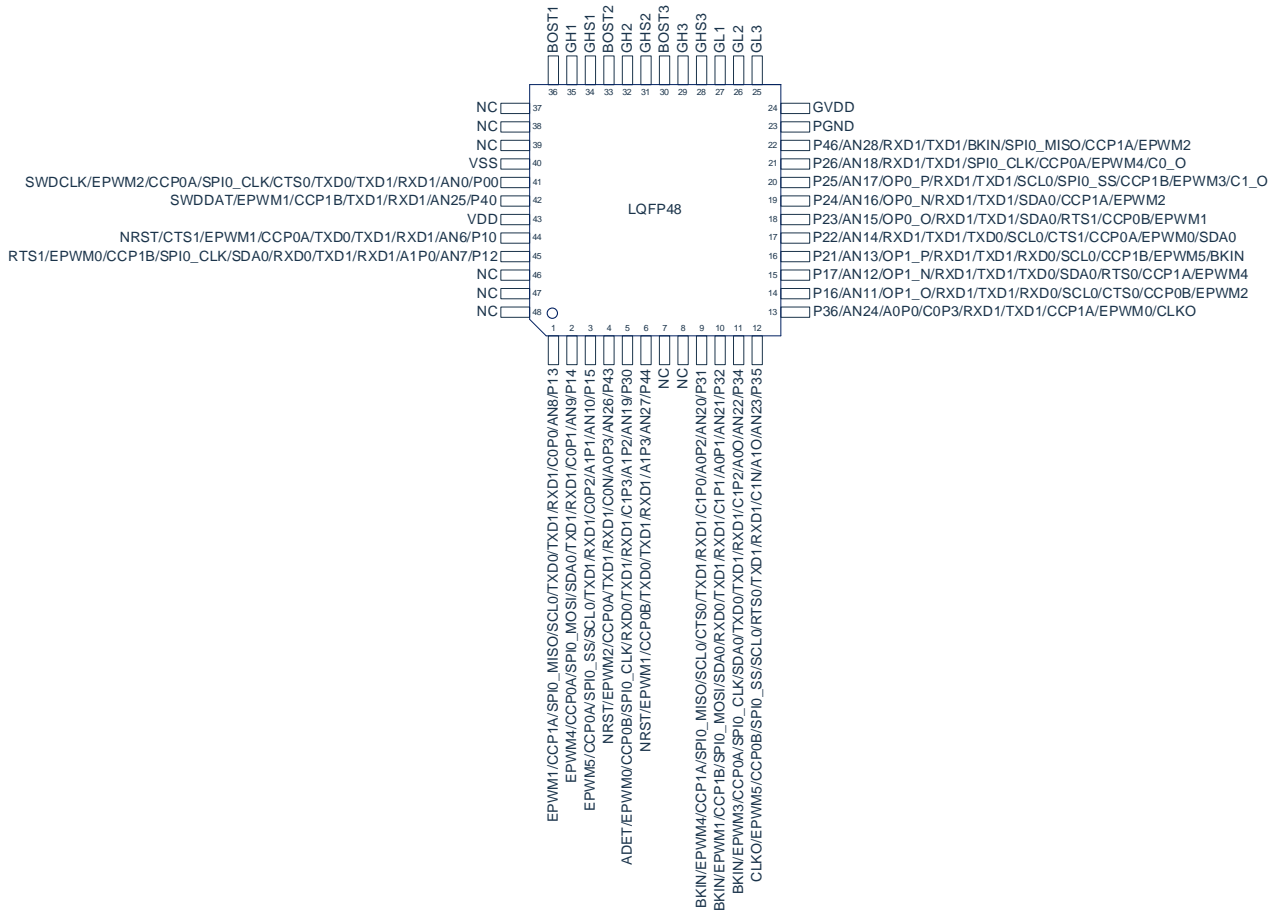 BOST1
GH1
GHS1
BOST2
GH2
GHS2
BOST3
GH3
GHS3
GL1
GL2
GL3
36
35
34
33
32
31
30
29
28
27
26
25
NC 37
NC 38
NC 39
VSS 40
SWDCLK/EPWM2/CCP0A/SPI0_CLK/CTS0/TXD0/TXD1/RXD1/AN0/P00 41
SWDDAT/EPWM1/CCP1B/TXD1/RXD1/AN25/P40 42
VDD 43
NRST/CTS1/EPWM1/CCP0A/TXD0/TXD1/RXD1/AN6/P10 44
RTS1/EPWM0/CCP1B/SPI0_CLK/SDA0/RXD0/TXD1/RXD1/A1P0/AN7/P12 45
NC 46
NC 47
NC 48
LQFP48
24 GVDD
23 PGND
22 P46/AN28/RXD1/TXD1/BKIN/SPI0_MISO/CCP1A/EPWM2
21 P26/AN18/RXD1/TXD1/SPI0_CLK/CCP0A/EPWM4/C0_O
20 P25/AN17/OP0_P/RXD1/TXD1/SCL0/SPI0_SS/CCP1B/EPWM3/C1_O
19 P24/AN16/OP0_N/RXD1/TXD1/SDA0/CCP1A/EPWM2
18 P23/AN15/OP0_O/RXD1/TXD1/SDA0/RTS1/CCP0B/EPWM1
17 P22/AN14/RXD1/TXD1/TXD0/SCL0/CTS1/CCP0A/EPWM0/SDA0
16 P21/AN13/OP1_P/RXD1/TXD1/RXD0/SCL0/CCP1B/EPWM5/BKIN
15 P17/AN12/OP1_N/RXD1/TXD1/TXD0/SDA0/RTS0/CCP1A/EPWM4
14 P16/AN11/OP1_O/RXD1/TXD1/RXD0/SCL0/CTS0/CCP0B/EPWM2
13 P36/AN24/A0P0/C0P3/RXD1/TXD1/CCP1A/EPWM0/CLKO
1
2
3
4
5
6
7
8
9
10
11
12
EPWM1/CCP1A/SPI0_MISO/SCL0/TXD0/TXD1/RXD1/C0P0/AN8/P13
EPWM4/CCP0A/SPI0_MOSI/SDA0/TXD1/RXD1/C0P1/AN9/P14
EPWM5/CCP0A/SPI0_SS/SCL0/TXD1/RXD1/C0P2/A1P1/AN10/P15
NRST/EPWM2/CCP0A/TXD1/RXD1/C0N/A0P3/AN26/P43
ADET/EPWM0/CCP0B/SPI0_CLK/RXD0/TXD1/RXD1/C1P3/A1P2/AN19/P30
NRST/EPWM1/CCP0B/TXD0/TXD1/RXD1/A1P3/AN27/P44
NC
NC
BKIN/EPWM4/CCP1A/SPI0_MISO/SCL0/CTS0/TXD1/RXD1/C1P0/A0P2/AN20/P31
BKIN/EPWM1/CCP1B/SPI0_MOSI/SDA0/RXD0/TXD1/RXD1/C1P1/A0P1/AN21/P32
BKIN/EPWM3/CCP0A/SPI0_CLK/SDA0/TXD0/TXD1/RXD1/C1P2/A0O/AN22/P34
CLKO/EPWM5/CCP0B/SPI0_SS/SCL0/RTS0/TXD1/RXD1/C1N/A1O/AN23/P35